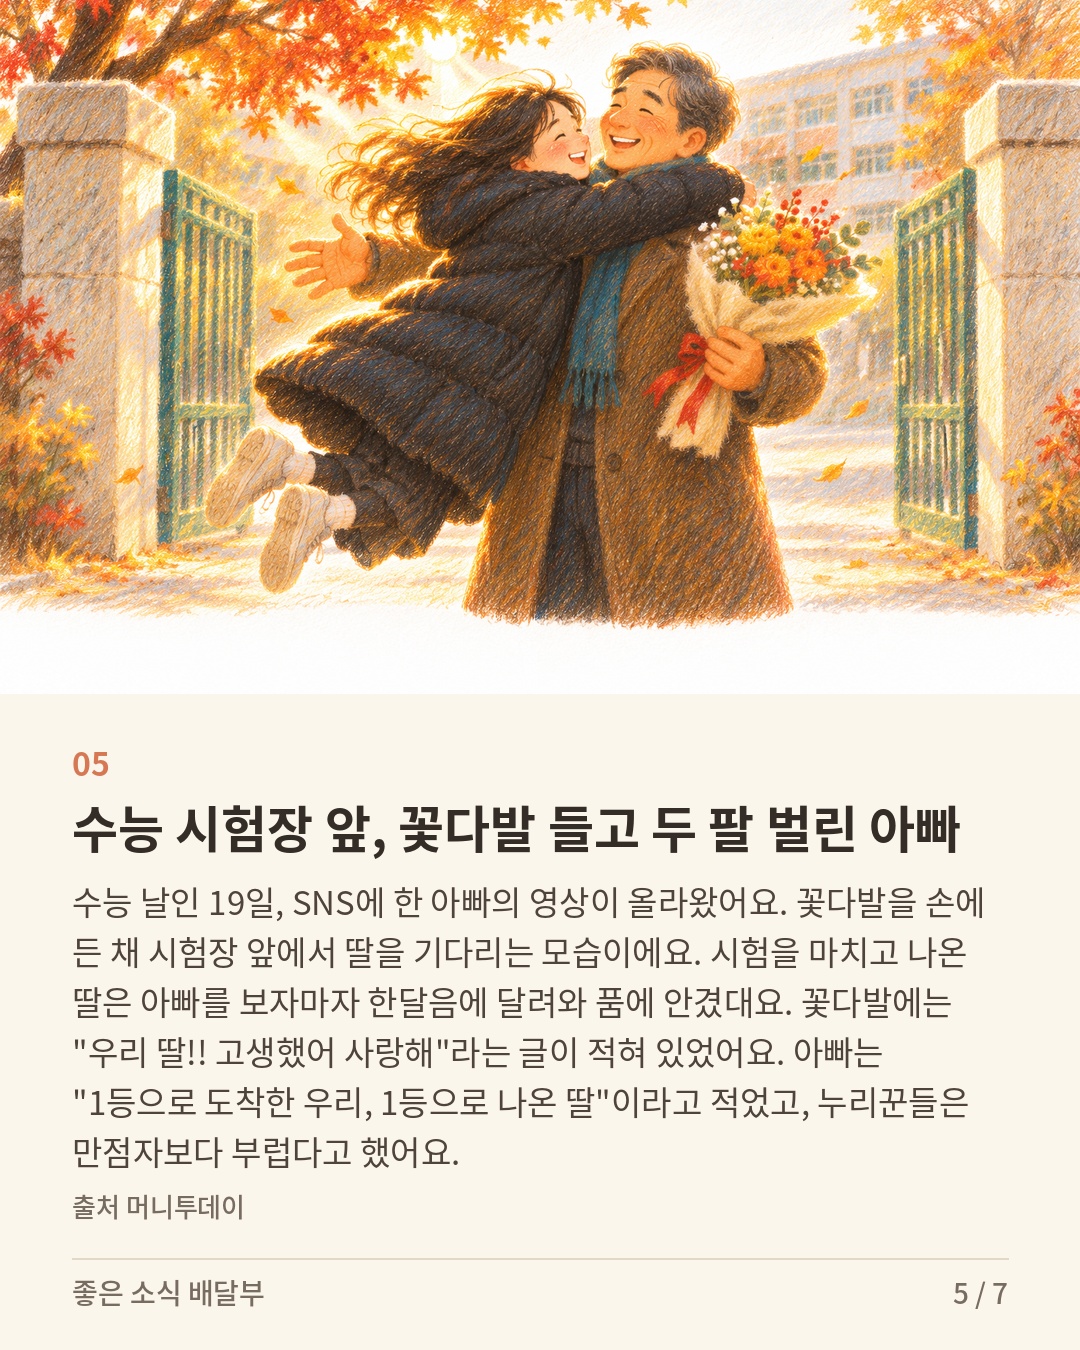 05
수능 시험장 앞, 꽃다발 들고 두 팔 벌린 아빠
수능 날인 19일, SNS에 한 아빠의 영상이 올라왔어요. 꽃다발을 손에
든 채 시험장 앞에서 딸을 기다리는 모습이에요. 시험을 마치고 나온
딸은 아빠를 보자마자 한달음에 달려와 품에 안겼대요. 꽃다발에는
"우리 딸!! 고생했어 사랑해"라는 글이 적혀 있었어요. 아빠는
"1등으로 도착한 우리, 1등으로 나온 딸"이라고 적었고, 누리꾼들은
만점자보다 부럽다고 했어요.
출처 머니투데이
좋은 소식 배달부
5 / 7